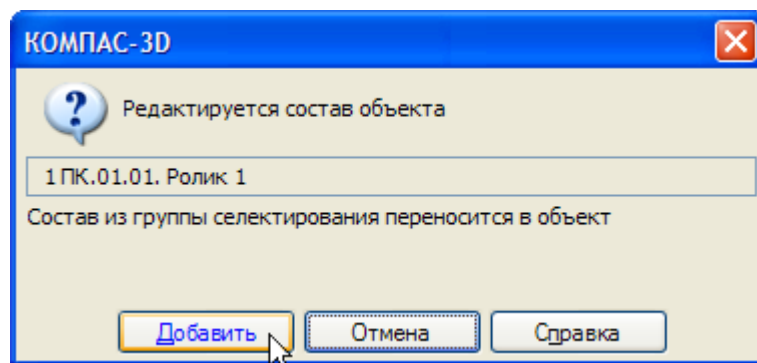 КОМПАС-3D
Редактируется состав объекта
1 ПК.01.01. Ролик 1
Состав из группы селектирования переносится в объект
Добавить Отмена Справка